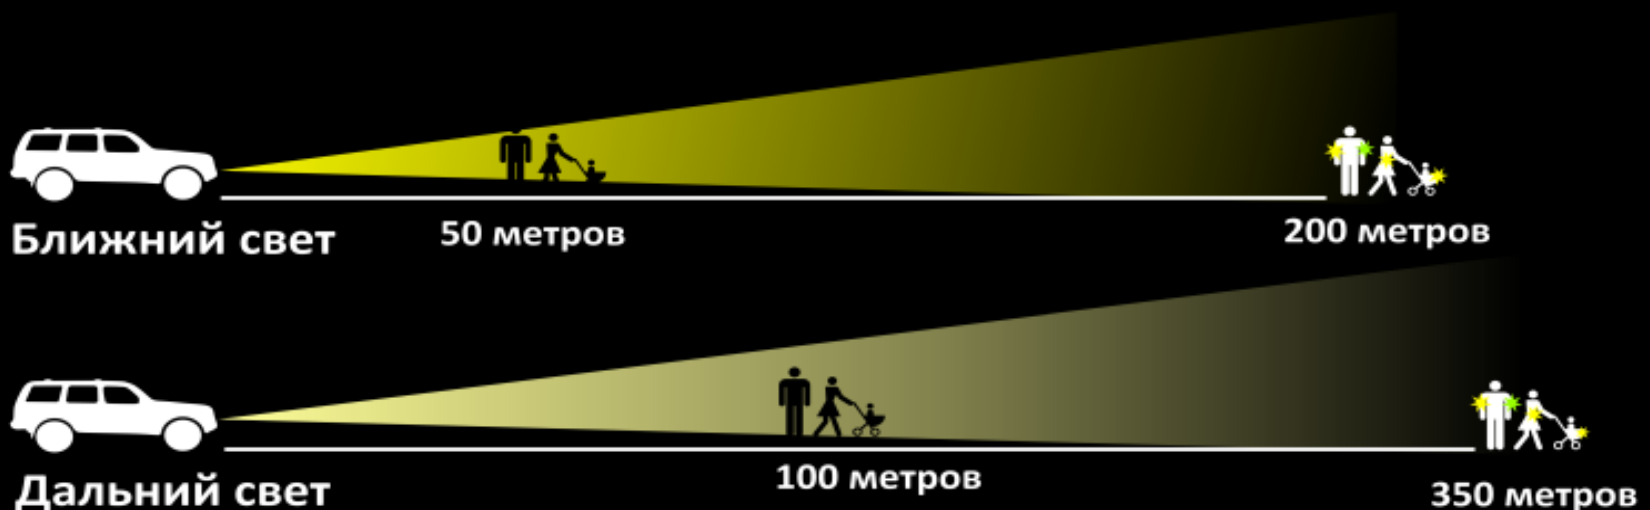 Ближний свет
50 метров
200 метров
Дальний свет
100 метров
350 метров